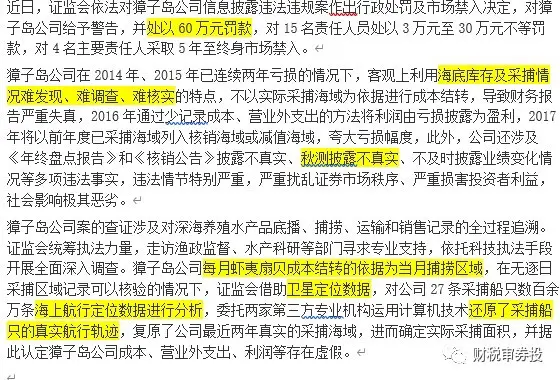 近日，证监会依法对獐子岛公司信息披露违法违规案作出行政处罚及市场禁入决定，对獐
子岛公司给予警告，并处以 60 万元罚款，对 15 名责任人员处以 3 万元至 30 万元不等罚
款，对 4 名主要责任人采取 5 年至终身市场禁入。
獐子岛公司在 2014 年、2015 年已连续两年亏损的情况下，客观上利用海底库存及采捕情
况难发现、难调查、难核实的特点，不以实际采捕海域为依据进行成本结转，导致财务报
告严重失真，2016 年通过少记录成本、营业外支出的方法将利润由亏损披露为盈利，2017
年将以前年度已采捕海域列入核销海域或减值海域，夸大亏损幅度，此外，公司还涉及
《年终盘点报告》和《核销公告》披露不真实、秋测披露不真实、不及时披露业绩变化情
况等多项违法事实，违法情节特别严重，严重扰乱证券市场秩序、严重损害投资者利益，
社会影响极其恶劣。
獐子岛公司案的查证涉及对深海养殖水产品底播、捕捞、运输和销售记录的全过程追溯。
证监会统筹执法力量，走访渔政监督、水产科研等部门寻求专业支持，依托科技执法手段
开展全面深入调查。獐子岛公司每月虾夷扇贝成本结转的依据为当月捕捞区域，在无逐日
采捕区域记录可以核验的情况下，证监会借助卫星定位数据，对公司 27 条采捕船只数百余
万条海上航行定位数据进行分析，委托两家第三方专业机构运用计算机技术还原了采捕船
只的真实航行轨迹，复原了公司最近两年真实的采捕海域，进而确定实际采捕面积，并据
此认定獐子岛公司成本、营业外支出、利润等存在虚假。
财税审券投